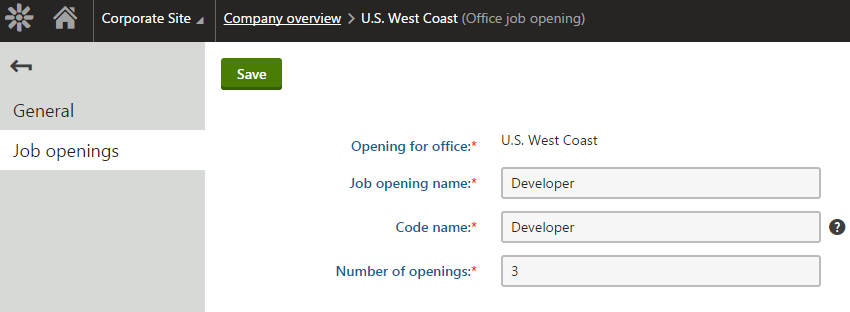 Corporate Site Company overview > U.S. West Coast (Office job opening)
Save
General
Job openings
Opening for office:* U.S. West Coast
Job opening name:* Developer
Code name:* Developer ?
Number of openings:* 3